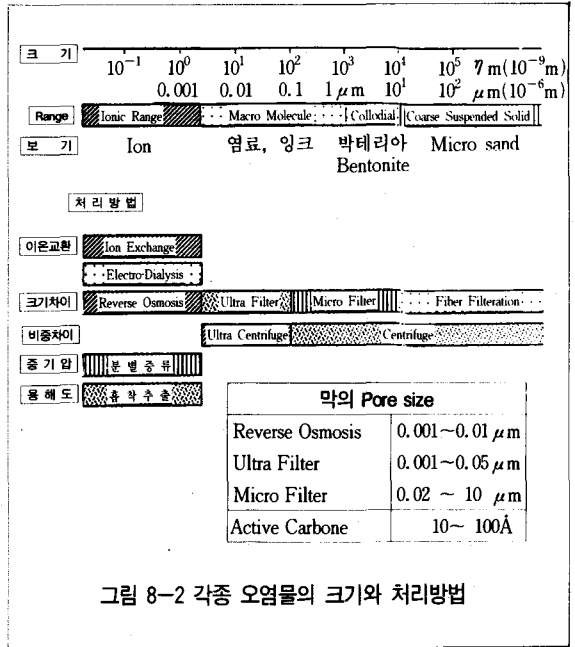 크 기
10⁻¹ 10⁰ 10¹ 10² 10³ 10⁴ 10⁵ ηm(10⁻⁹m)
0.001 0.01 0.1 1μm 10¹ 10² μm(10⁻⁶m)
Range Ionic Range Macro Molecule Collodial Coarse Suspended Solid
보 기 Ion 염료, 잉크 박테리아 Micro sand
Bentonite
처 리 방 법
이온교환 Ion Exchange
Electro-Dialysis
크기차이 Reverse Osmosis Ultra Filter Micro Filter Fiber Filteration
비중차이 Ultra Centrifuge Centrifuge
증 기 압 분 별 증 류
용 해 도 흡 착 추 출
막의 Pore size
Reverse Osmosis 0.001~0.01 μm
Ultra Filter 0.001~0.05 μm
Micro Filter 0.02 ~ 10 μm
Active Carbone 10~ 100Å
그림 8-2 각종 오염물의 크기와 처리방법